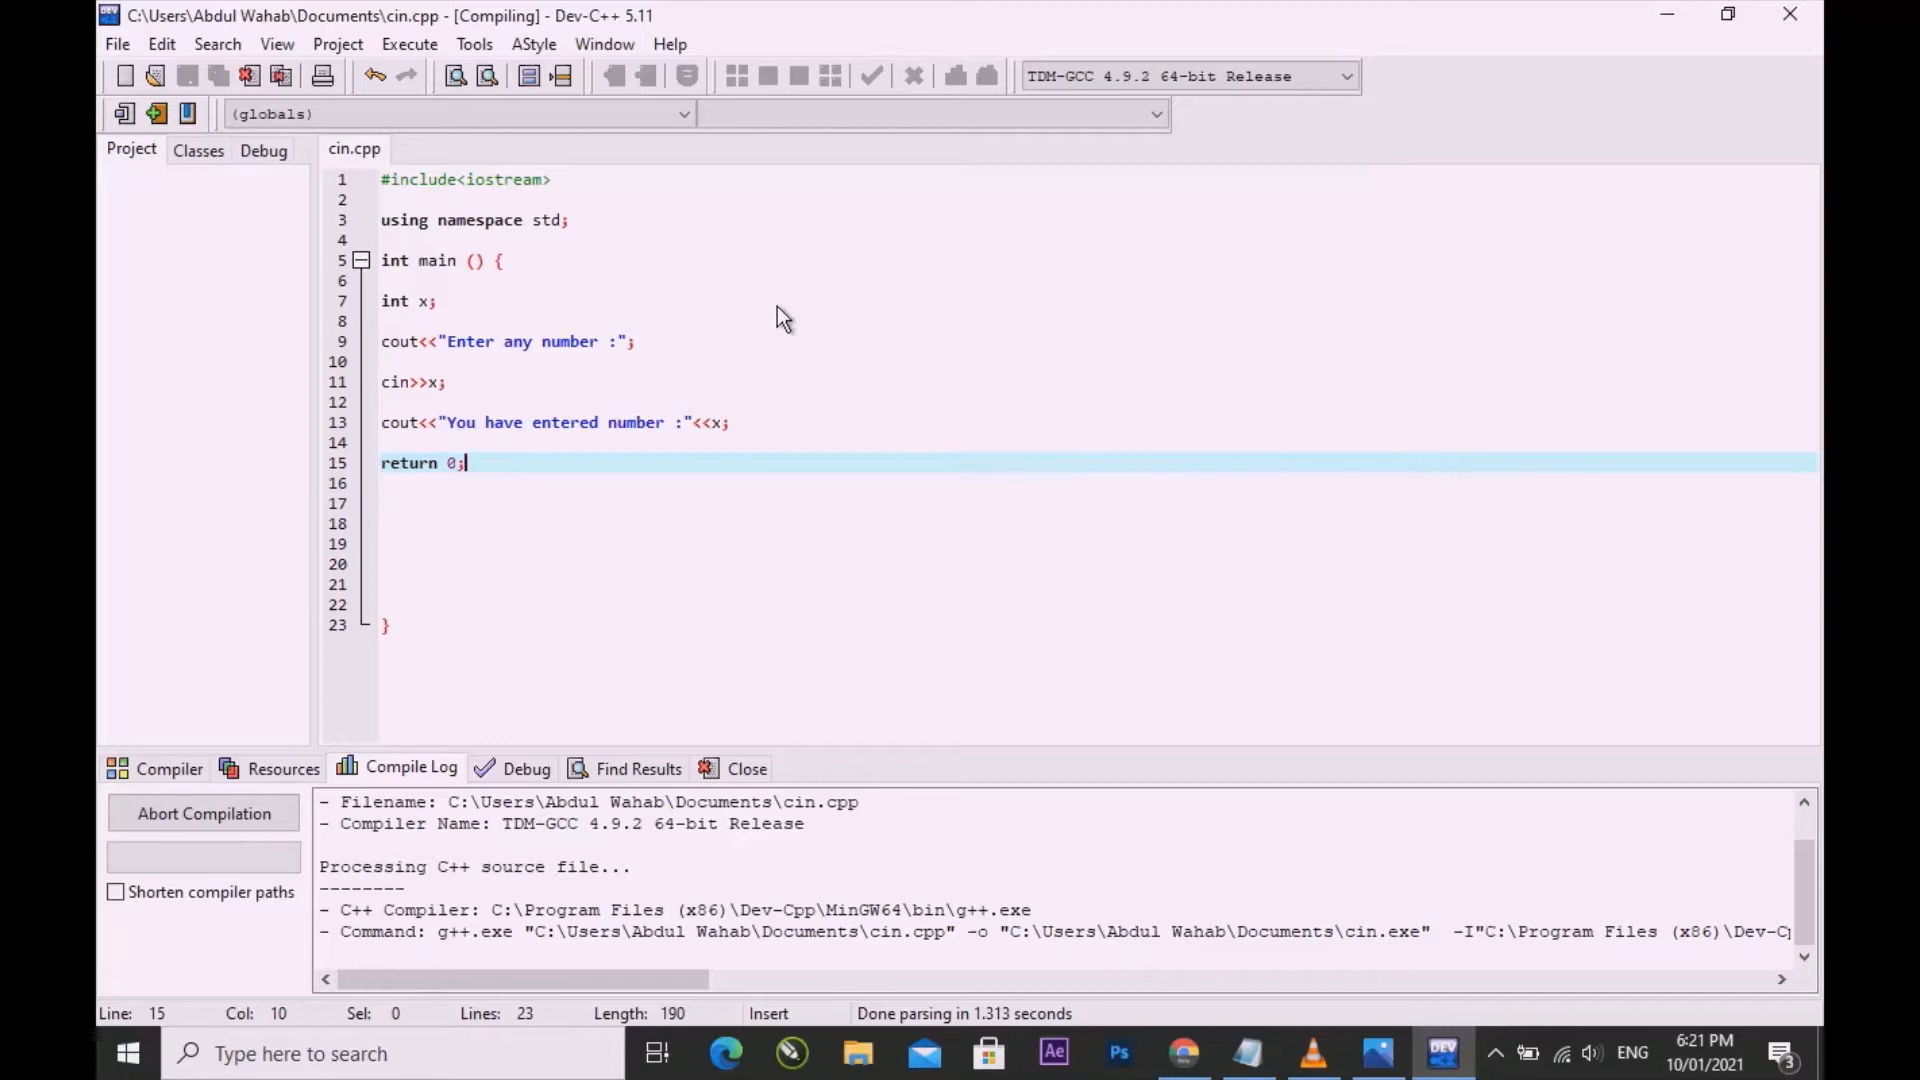 C:\Users\Abdul Wahab\Documents\cin.cpp - [Compiling] - Dev-C++ 5.11
File Edit Search View Project Execute Tools AStyle Window Help
TDM-GCC 4.9.2 64-bit Release
(globals)
Project Classes Debug cin.cpp
1 #include<iostream>
2
3 using namespace std;
4
5 int main () {
6
7 int x;
8
9 cout<<"Enter any number :";
10
11 cin>>x;
12
13 cout<<"You have entered number :"<<x;
14
15 return 0;
16
17
18
19
20
21
22
23 }
Compiler Resources Compile Log Debug Find Results Close
Abort Compilation
Shorten compiler paths
- Filename: C:\Users\Abdul Wahab\Documents\cin.cpp
- Compiler Name: TDM-GCC 4.9.2 64-bit Release
Processing C++ source file...
--------
- C++ Compiler: C:\Program Files (x86)\Dev-Cpp\MinGW64\bin\g++.exe
- Command: g++.exe "C:\Users\Abdul Wahab\Documents\cin.cpp" -o "C:\Users\Abdul Wahab\Documents\cin.exe" -I"C:\Program Files (x86)\Dev-C
Line: 15 Col: 10 Sel: 0 Lines: 23 Length: 190 Insert Done parsing in 1.313 seconds
Type here to search
Ae
Ps
DEV
ENG
6:21 PM
10/01/2021
3